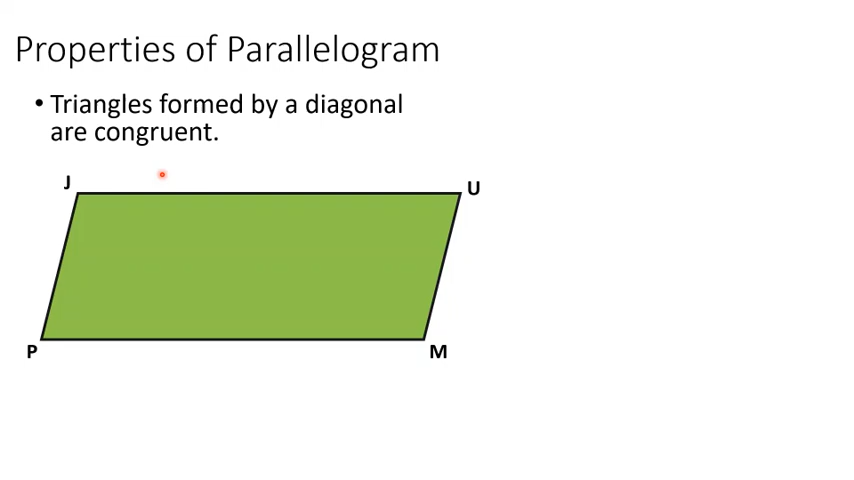 Properties of Parallelogram
• Triangles formed by a diagonal
are congruent.
J
U
P
M